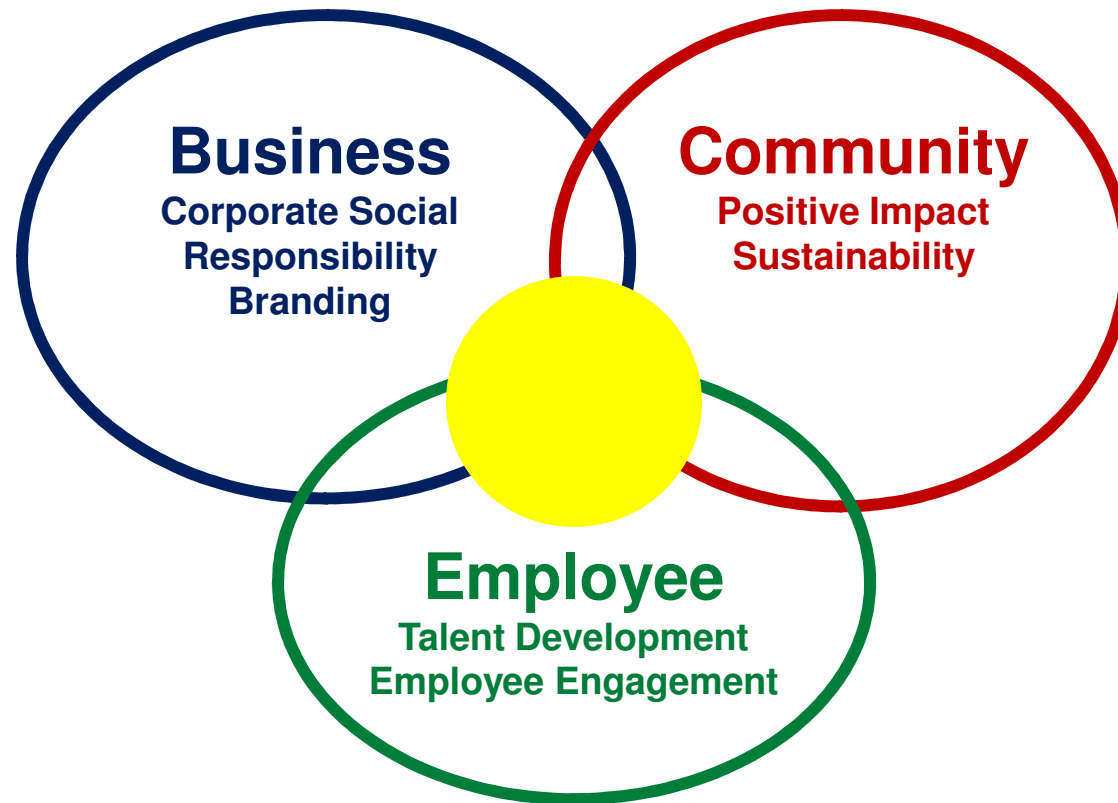 Business
Corporate Social
Responsibility
Branding
Community
Positive Impact
Sustainability
Employee
Talent Development
Employee Engagement